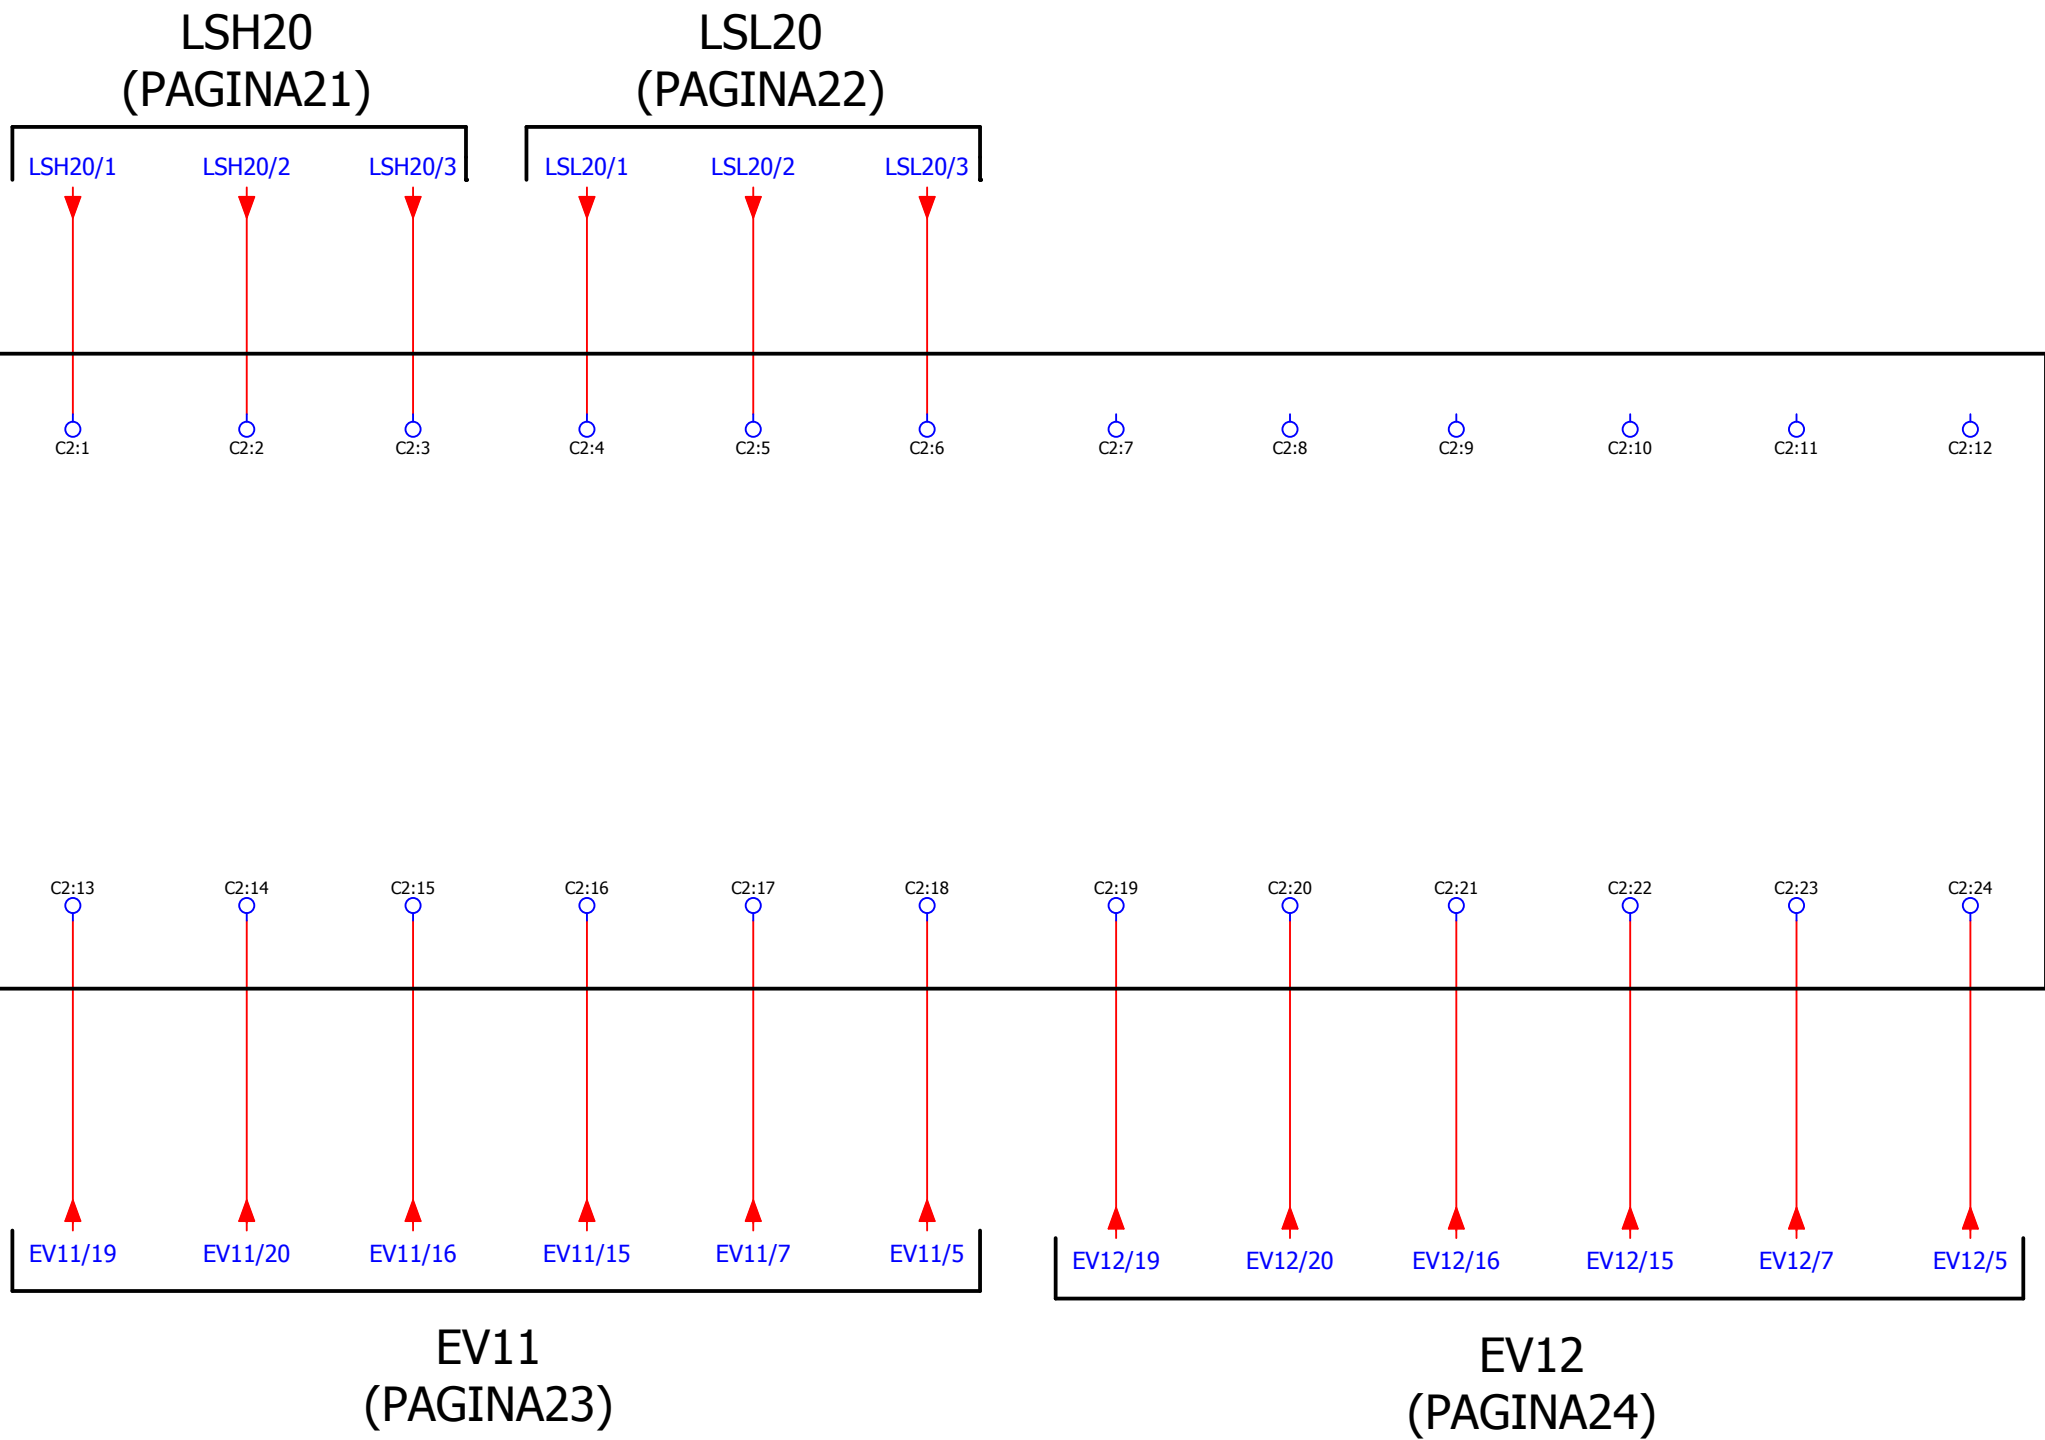 LSH20
(PAGINA21)
LSL20
(PAGINA22)
LSH20/1 LSH20/2 LSH20/3 LSL20/1 LSL20/2 LSL20/3
C2:1 C2:2 C2:3 C2:4 C2:5 C2:6 C2:7 C2:8 C2:9 C2:10 C2:11 C2:12
C2:13 C2:14 C2:15 C2:16 C2:17 C2:18 C2:19 C2:20 C2:21 C2:22 C2:23 C2:24
EV11/19 EV11/20 EV11/16 EV11/15 EV11/7 EV11/5 EV12/19 EV12/20 EV12/16 EV12/15 EV12/7 EV12/5
EV11
(PAGINA23)
EV12
(PAGINA24)